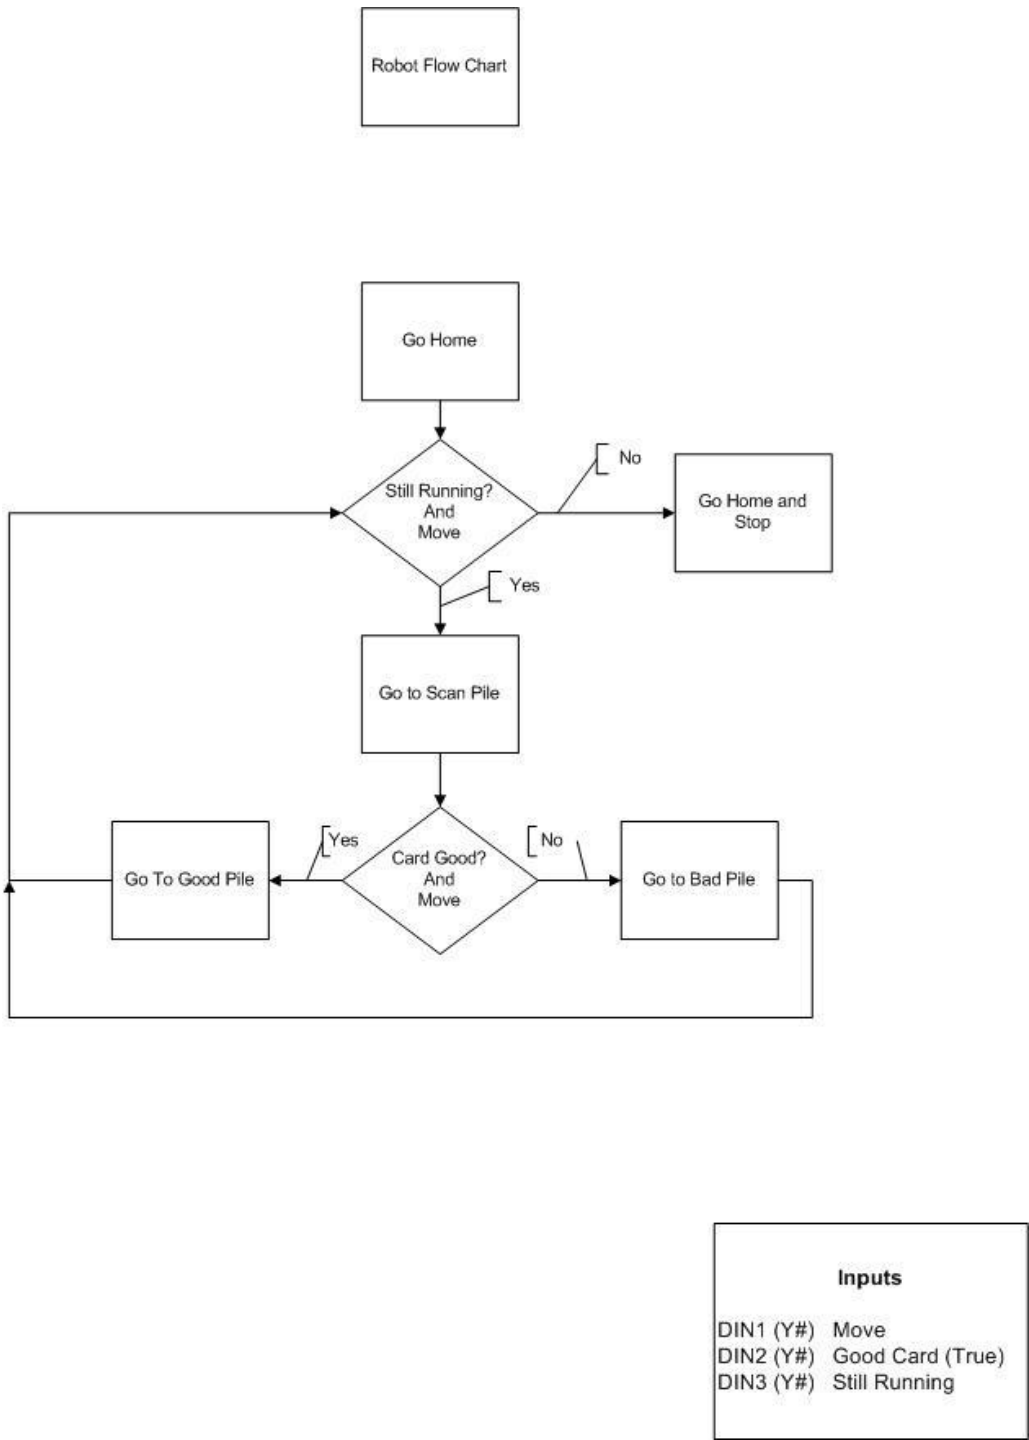 Robot Flow Chart
Go Home
Still Running?
And
Move
No
Go Home and
Stop
Yes
Go to Scan Pile
Card Good?
And
Move
Yes
Go To Good Pile
No
Go to Bad Pile
Inputs
DIN1 (Y#) Move
DIN2 (Y#) Good Card (True)
DIN3 (Y#) Still Running